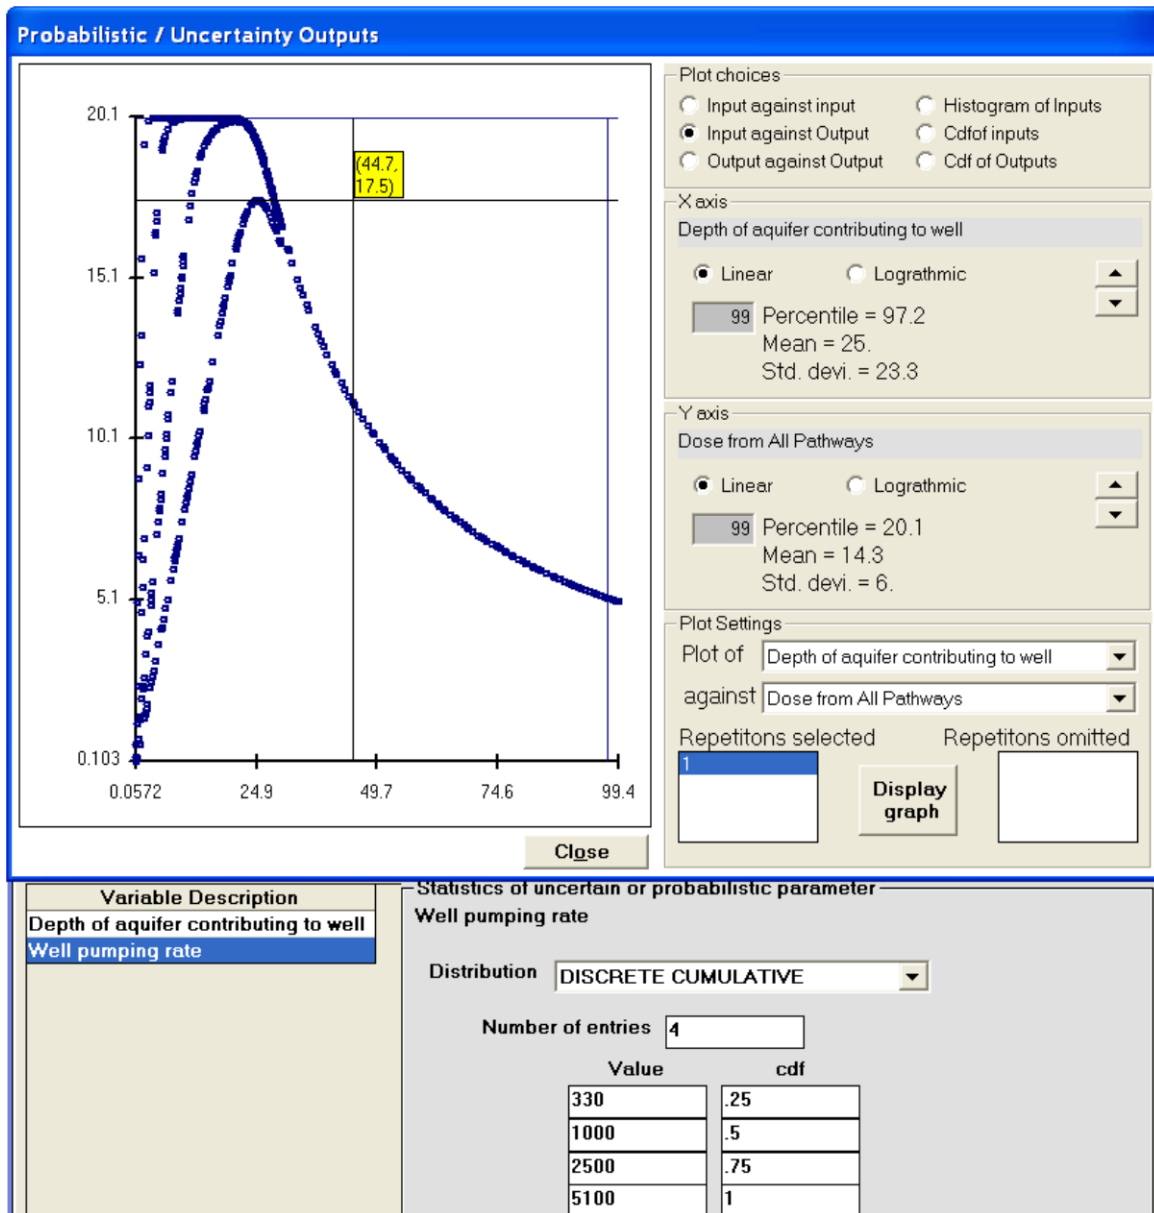 Probabilistic / Uncertainty Outputs
20.1
15.1
10.1
5.1
0.103
0.0572 24.9 49.7 74.6 99.4
(44.7,
17.5)
Close
Plot choices
Input against input Histogram of Inputs
Input against Output Cdfof inputs
Output against Output Cdf of Outputs
X axis
Depth of aquifer contributing to well
Linear Lograthmic
99 Percentile = 97.2
Mean = 25.
Std. devi. = 23.3
Y axis
Dose from All Pathways
Linear Lograthmic
99 Percentile = 20.1
Mean = 14.3
Std. devi. = 6.
Plot Settings
Plot of Depth of aquifer contributing to well
against Dose from All Pathways
Repetitons selected Repetitons omitted
1
Display
graph
Variable Description
Depth of aquifer contributing to well
Well pumping rate
Statistics of uncertain or probabilistic parameter
Well pumping rate
Distribution DISCRETE CUMULATIVE
Number of entries 4
Value cdf
330 .25
1000 .5
2500 .75
5100 1